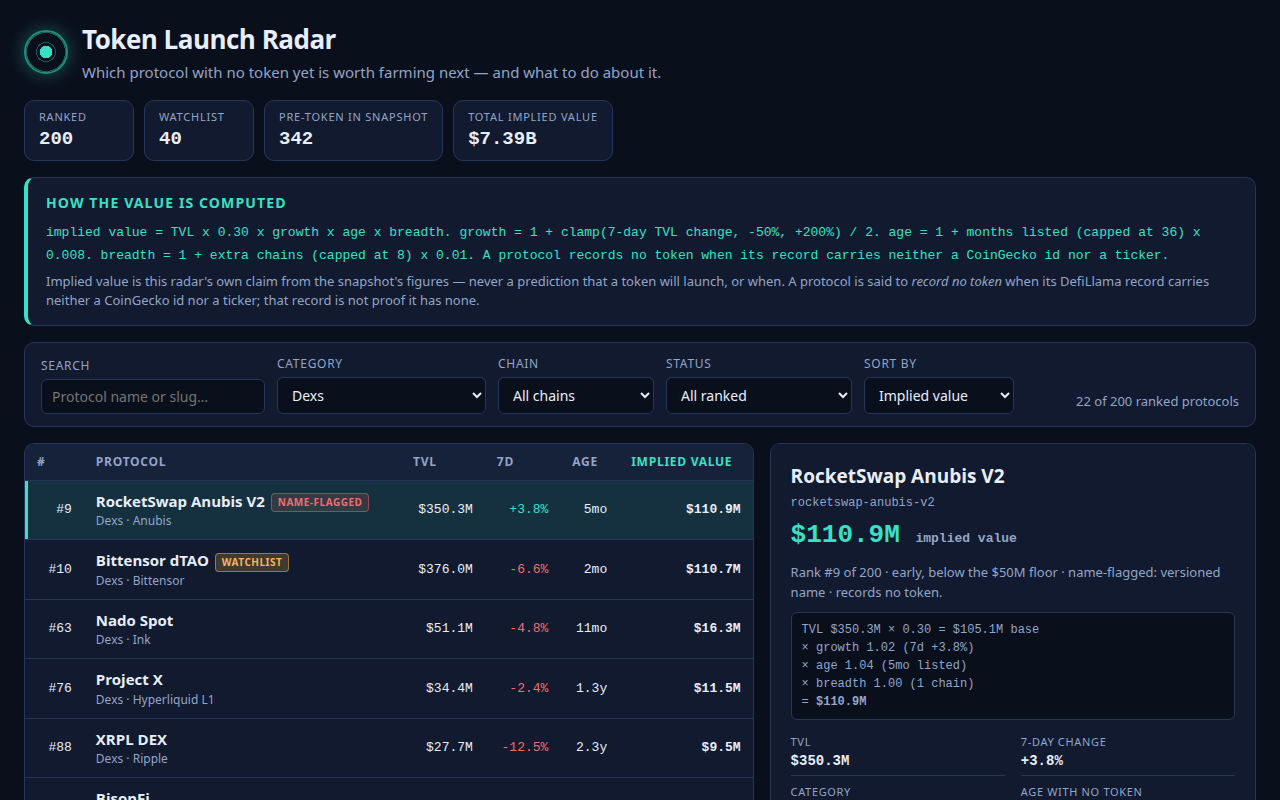 Token Launch Radar
Which protocol with no token yet is worth farming next — and what to do about it.
RANKED
200
WATCHLIST
40
PRE-TOKEN IN SNAPSHOT
342
TOTAL IMPLIED VALUE
$7.39B
HOW THE VALUE IS COMPUTED
implied value = TVL x 0.30 x growth x age x breadth. growth = 1 + clamp(7-day TVL change, -50%, +200%) / 2. age = 1 + months listed (capped at 36) x
0.008. breadth = 1 + extra chains (capped at 8) x 0.01. A protocol records no token when its record carries neither a CoinGecko id nor a ticker.
Implied value is this radar's own claim from the snapshot's figures — never a prediction that a token will launch, or when. A protocol is said to record no token when its DefiLlama record carries
neither a CoinGecko id nor a ticker; that record is not proof it has none.
SEARCH
Protocol name or slug...
CATEGORY
Dexs
CHAIN
All chains
STATUS
All ranked
SORT BY
Implied value
22 of 200 ranked protocols
# PROTOCOL TVL 7D AGE IMPLIED VALUE
#9 RocketSwap Anubis V2 NAME-FLAGGED $350.3M +3.8% 5mo $110.9M
Dexs · Anubis
#10 Bittensor dTAO WATCHLIST $376.0M -6.6% 2mo $110.7M
Dexs · Bittensor
#63 Nado Spot $51.1M -4.8% 11mo $16.3M
Dexs · Ink
#76 Project X $34.4M -2.4% 1.3y $11.5M
Dexs · Hyperliquid L1
#88 XRPL DEX $27.7M -12.5% 2.3y $9.5M
Dexs · Ripple
BisonFi
RocketSwap Anubis V2
rocketswap-anubis-v2
$110.9M implied value
Rank #9 of 200 · early, below the $50M floor · name-flagged: versioned
name · records no token.
TVL $350.3M × 0.30 = $105.1M base
× growth 1.02 (7d +3.8%)
× age 1.04 (5mo listed)
× breadth 1.00 (1 chain)
= $110.9M
TVL
$350.3M
7-DAY CHANGE
+3.8%
CATEGORY
AGE WITH NO TOKEN